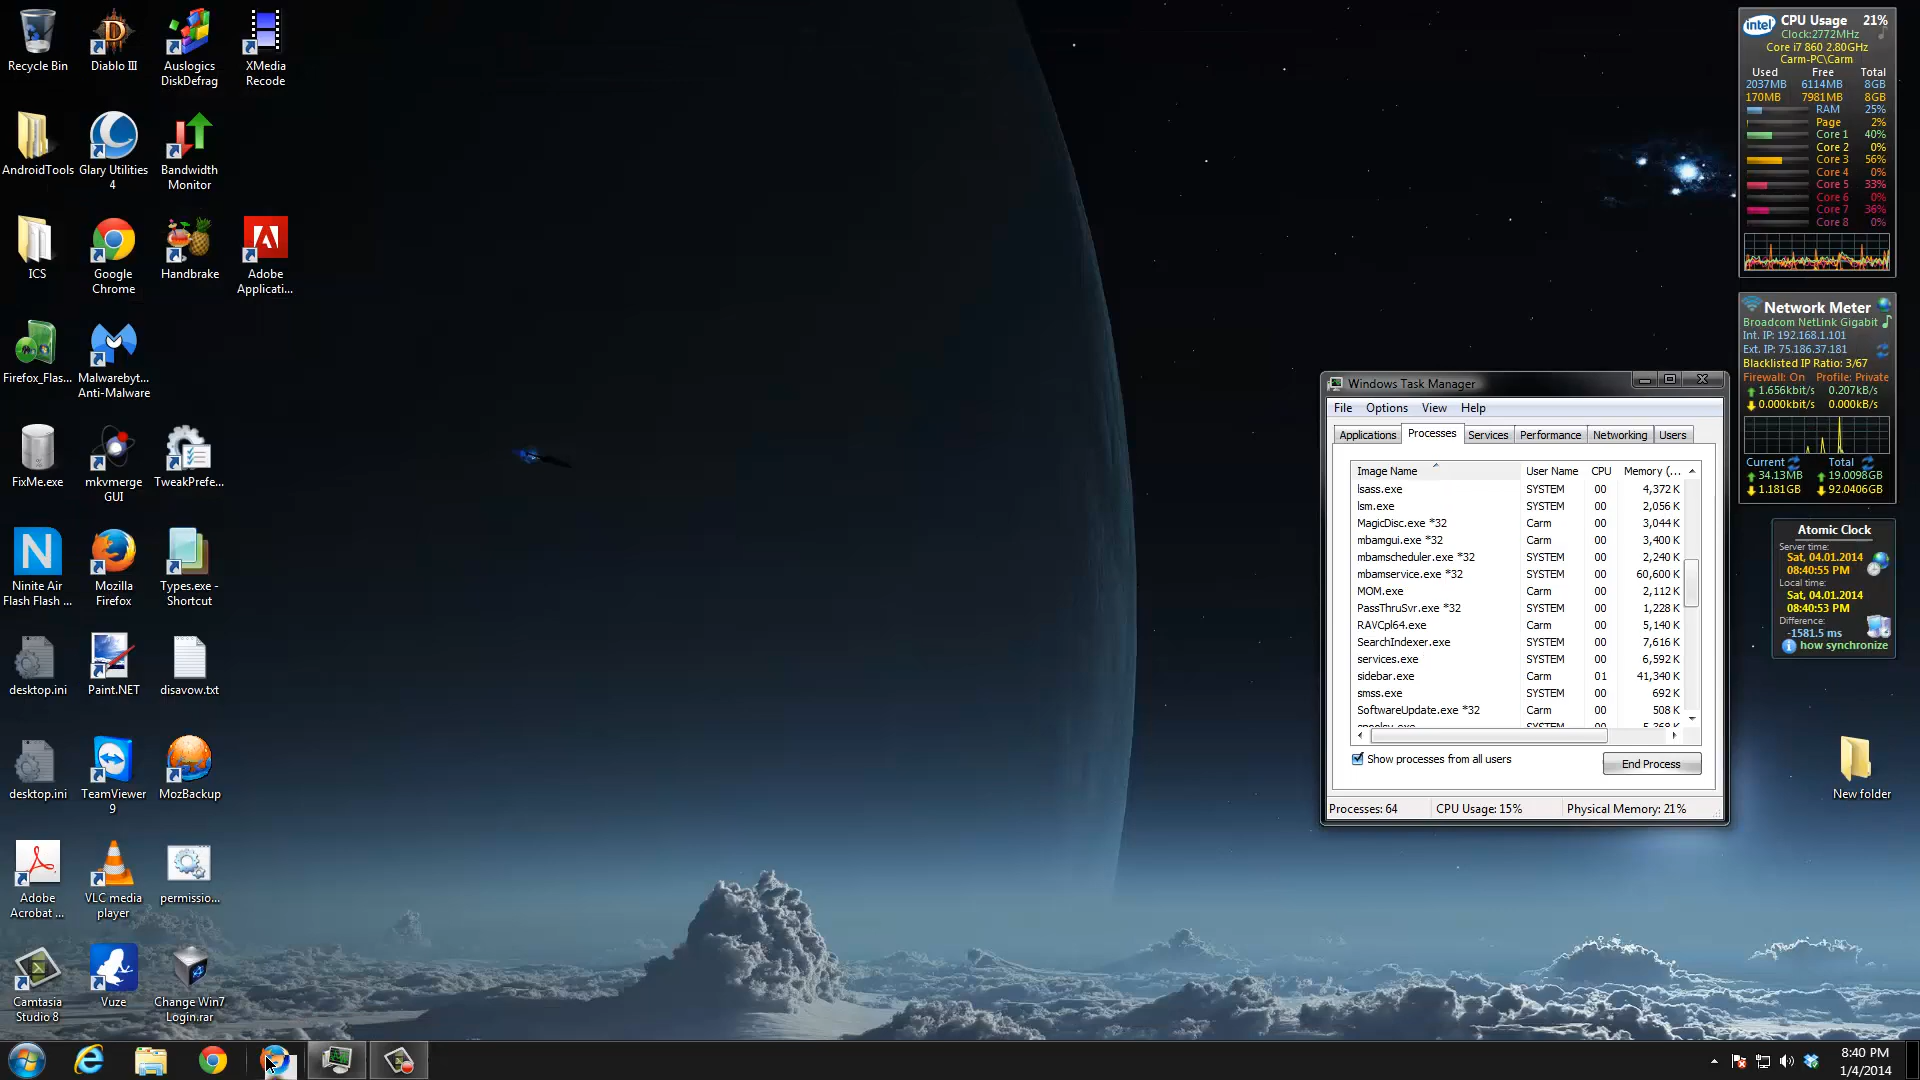 Recycle Bin
Diablo III
Auslogics
DiskDefrag
XMedia
Recode
AndroidTools
Glary Utilities
4
Bandwidth
Monitor
ICS
Google
Chrome
Handbrake
Adobe
Applicati...
Firefox_Flas...
Malwarebyt...
Anti-Malware
FixMe.exe
mkvmerge
GUI
TweakPrefe...
Ninite Air
Flash Flash ...
Mozilla
Firefox
Types.exe -
Shortcut
desktop.ini
Paint.NET
disavow.txt
desktop.ini
TeamViewer
9
MozBackup
Adobe
Acrobat ...
VLC media
player
permissio...
Camtasia
Studio 8
Vuze
Change Win7
Login.rar
intel
CPU Usage 21%
Clock:2772MHz
Core i7 860 2.80GHz
Carm-PC\Carm
Used Free Total
2037MB 6114MB 8GB
170MB 7981MB 8GB
RAM 25%
Page 2%
Core 1 40%
Core 2 0%
Core 3 56%
Core 4 0%
Core 5 33%
Core 6 0%
Core 7 36%
Core 8 0%
Network Meter
Broadcom NetLink Gigabit
Int. IP: 192.168.1.101
Ext. IP: 75.186.37.181
Blacklisted IP Ratio: 3/67
Firewall: On Profile: Private
1.656kbit/s 0.207kB/s
0.000kbit/s 0.000kB/s
Current Total
34.13MB 19.0098GB
1.181GB 92.0406GB
Atomic Clock
Server time:
Sat, 04.01.2014
08:40:55 PM
Local time:
Sat, 04.01.2014
08:40:53 PM
Difference:
-1581.5 ms
how synchronize
New folder
Windows Task Manager
File Options View Help
Applications Processes Services Performance Networking Users
Image Name User Name CPU Memory (...
lsass.exe SYSTEM 00 4,372 K
lsm.exe SYSTEM 00 2,056 K
MagicDisc.exe *32 Carm 00 3,044 K
mbamgui.exe *32 Carm 00 3,400 K
mbamscheduler.exe *32 SYSTEM 00 2,240 K
mbamservice.exe *32 SYSTEM 00 60,600 K
MOM.exe Carm 00 2,112 K
PassThruSvr.exe *32 SYSTEM 00 1,228 K
RAVCpl64.exe Carm 00 5,140 K
SearchIndexer.exe SYSTEM 00 7,616 K
services.exe SYSTEM 00 6,592 K
sidebar.exe Carm 01 41,340 K
smss.exe SYSTEM 00 692 K
SoftwareUpdate.exe *32 Carm 00 508 K
Show processes from all users
End Process
Processes: 64 CPU Usage: 15% Physical Memory: 21%
8:40 PM
1/4/2014